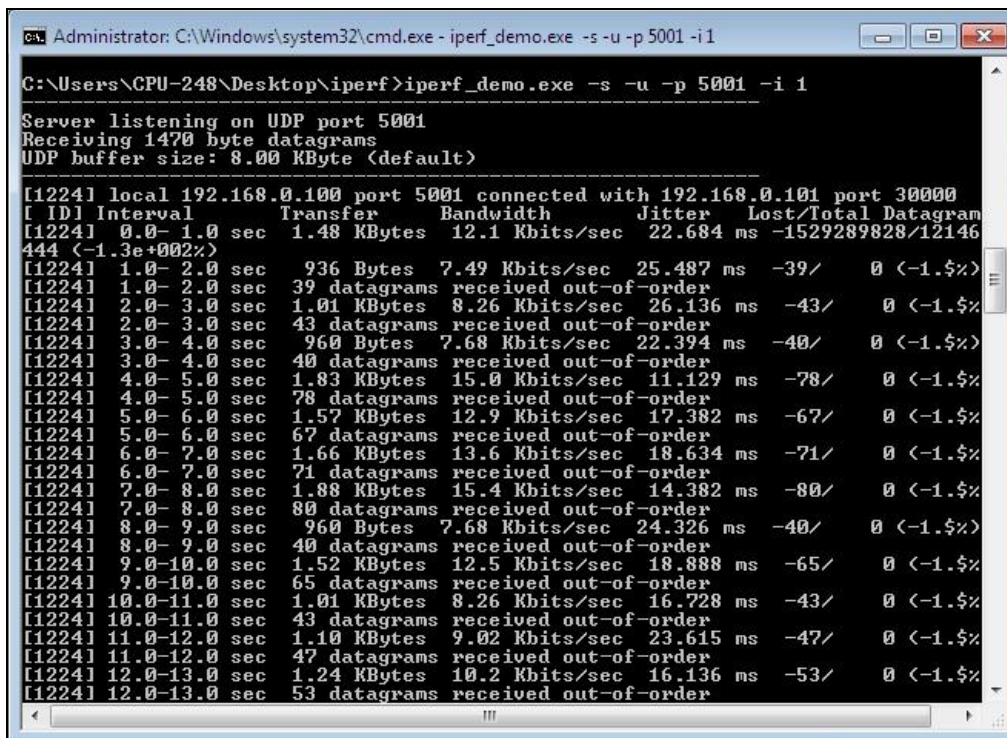 Administrator: C:\Windows\system32\cmd.exe - iperf_demo.exe -s -u -p 5001 -i 1
C:\Users\CPU-248\Desktop\iperf>iperf_demo.exe -s -u -p 5001 -i 1
------------------------------------------------------------
Server listening on UDP port 5001
Receiving 1470 byte datagrams
UDP buffer size: 8.00 KByte (default)
------------------------------------------------------------
[1224] local 192.168.0.100 port 5001 connected with 192.168.0.101 port 30000
[ ID] Interval       Transfer     Bandwidth       Jitter   Lost/Total Datagram
[1224]  0.0- 1.0 sec  1.48 KBytes  12.1 Kbits/sec  22.684 ms -1529289828/12146
444 (-1.3e+002%)
[1224]  1.0- 2.0 sec   936 Bytes  7.49 Kbits/sec  25.487 ms  -39/    0 (-1.$%)
[1224]  1.0- 2.0 sec  39 datagrams received out-of-order
[1224]  2.0- 3.0 sec  1.01 KBytes  8.26 Kbits/sec  26.136 ms  -43/    0 (-1.$%
[1224]  2.0- 3.0 sec  43 datagrams received out-of-order
[1224]  3.0- 4.0 sec   960 Bytes  7.68 Kbits/sec  22.394 ms  -40/    0 (-1.$%)
[1224]  3.0- 4.0 sec  40 datagrams received out-of-order
[1224]  4.0- 5.0 sec  1.83 KBytes  15.0 Kbits/sec  11.129 ms  -78/    0 (-1.$%
[1224]  4.0- 5.0 sec  78 datagrams received out-of-order
[1224]  5.0- 6.0 sec  1.57 KBytes  12.9 Kbits/sec  17.382 ms  -67/    0 (-1.$%
[1224]  5.0- 6.0 sec  67 datagrams received out-of-order
[1224]  6.0- 7.0 sec  1.66 KBytes  13.6 Kbits/sec  18.634 ms  -71/    0 (-1.$%
[1224]  6.0- 7.0 sec  71 datagrams received out-of-order
[1224]  7.0- 8.0 sec  1.88 KBytes  15.4 Kbits/sec  14.382 ms  -80/    0 (-1.$%
[1224]  7.0- 8.0 sec  80 datagrams received out-of-order
[1224]  8.0- 9.0 sec   960 Bytes  7.68 Kbits/sec  24.326 ms  -40/    0 (-1.$%)
[1224]  8.0- 9.0 sec  40 datagrams received out-of-order
[1224]  9.0-10.0 sec  1.52 KBytes  12.5 Kbits/sec  18.888 ms  -65/    0 (-1.$%
[1224]  9.0-10.0 sec  65 datagrams received out-of-order
[1224] 10.0-11.0 sec  1.01 KBytes  8.26 Kbits/sec  16.728 ms  -43/    0 (-1.$%
[1224] 10.0-11.0 sec  43 datagrams received out-of-order
[1224] 11.0-12.0 sec  1.10 KBytes  9.02 Kbits/sec  23.615 ms  -47/    0 (-1.$%
[1224] 11.0-12.0 sec  47 datagrams received out-of-order
[1224] 12.0-13.0 sec  1.24 KBytes  10.2 Kbits/sec  16.136 ms  -53/    0 (-1.$%
[1224] 12.0-13.0 sec  53 datagrams received out-of-order